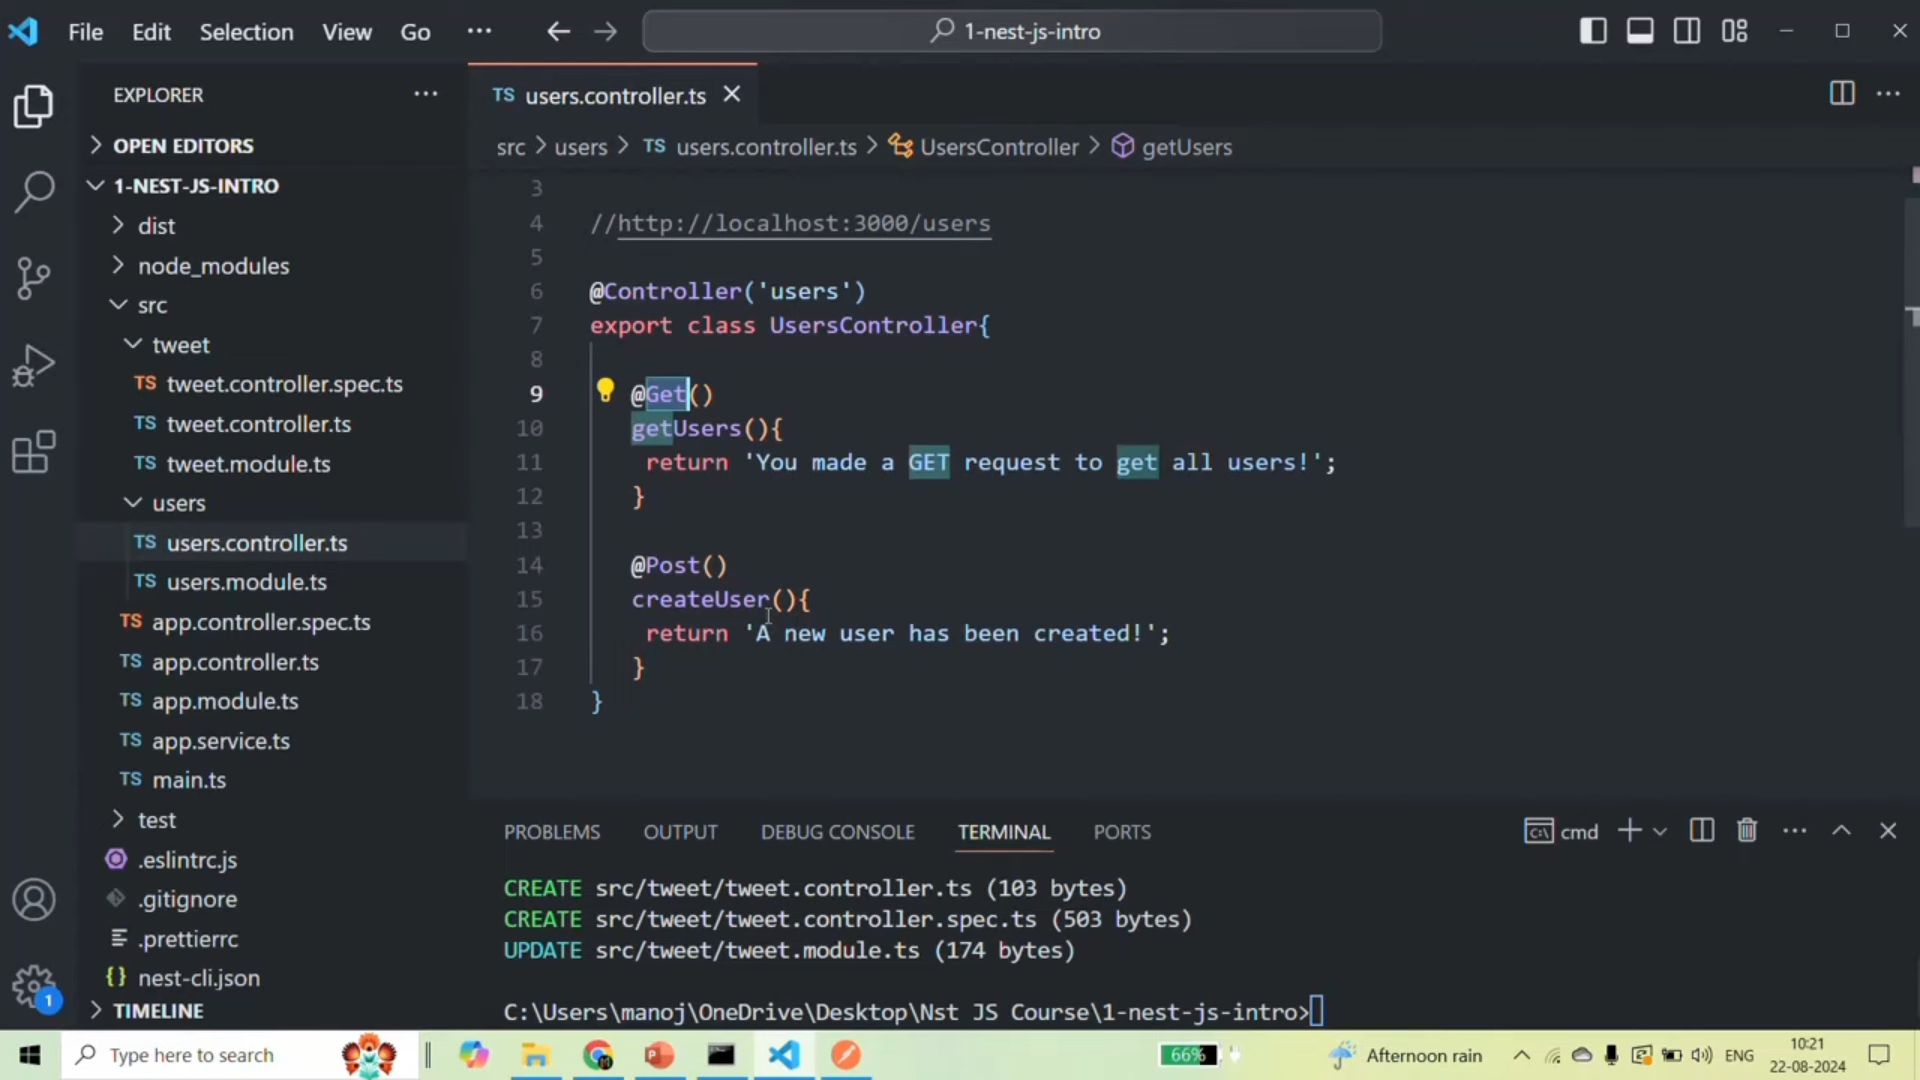 File Edit Selection View Go ··· 1-nest-js-intro
EXPLORER ···
OPEN EDITORS
1-NEST-JS-INTRO
dist
node_modules
src
tweet
TS tweet.controller.spec.ts
TS tweet.controller.ts
TS tweet.module.ts
users
TS users.controller.ts
TS users.module.ts
TS app.controller.spec.ts
TS app.controller.ts
TS app.module.ts
TS app.service.ts
TS main.ts
test
.eslintrc.js
.gitignore
.prettierrc
{} nest-cli.json
TIMELINE
1
TS users.controller.ts
src > users > TS users.controller.ts > UsersController > getUsers
3
4 //http://localhost:3000/users
5
6 @Controller('users')
7 export class UsersController{
8
9 @Get()
10 getUsers(){
11 return 'You made a GET request to get all users!';
12 }
13
14 @Post()
15 createUser(){
16 return 'A new user has been created!';
17 }
18 }
PROBLEMS OUTPUT DEBUG CONSOLE TERMINAL PORTS cmd
CREATE src/tweet/tweet.controller.ts (103 bytes)
CREATE src/tweet/tweet.controller.spec.ts (503 bytes)
UPDATE src/tweet/tweet.module.ts (174 bytes)
C:\Users\manoj\OneDrive\Desktop\Nst JS Course\1-nest-js-intro>
Type here to search 66% Afternoon rain ENG 10:21
22-08-2024